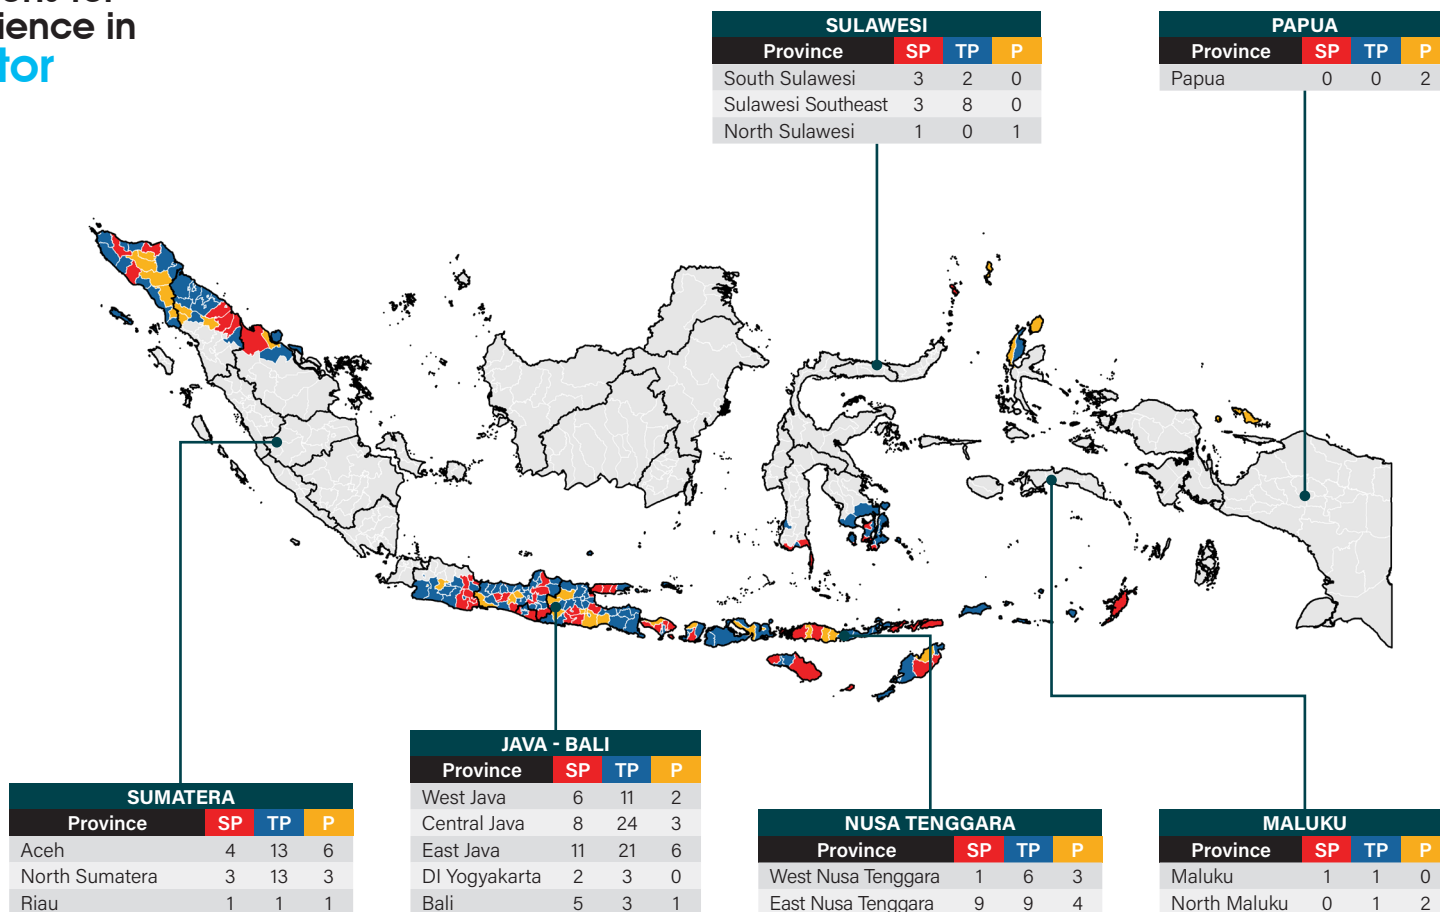 ience in
tor
SULAWESI
Province SP TP P
South Sulawesi 3 2 0
Sulawesi Southeast 3 8 0
North Sulawesi 1 0 1
PAPUA
Province SP TP P
Papua 0 0 2
SUMATERA
Province SP TP P
Aceh 4 13 6
North Sumatera 3 13 3
Riau 1 1 1
JAVA - BALI
Province SP TP P
West Java 6 11 2
Central Java 8 24 3
East Java 11 21 6
DI Yogyakarta 2 3 0
Bali 5 3 1
NUSA TENGGARA
Province SP TP P
West Nusa Tenggara 1 6 3
East Nusa Tenggara 9 9 4
MALUKU
Province SP TP P
Maluku 1 1 0
North Maluku 0 1 2